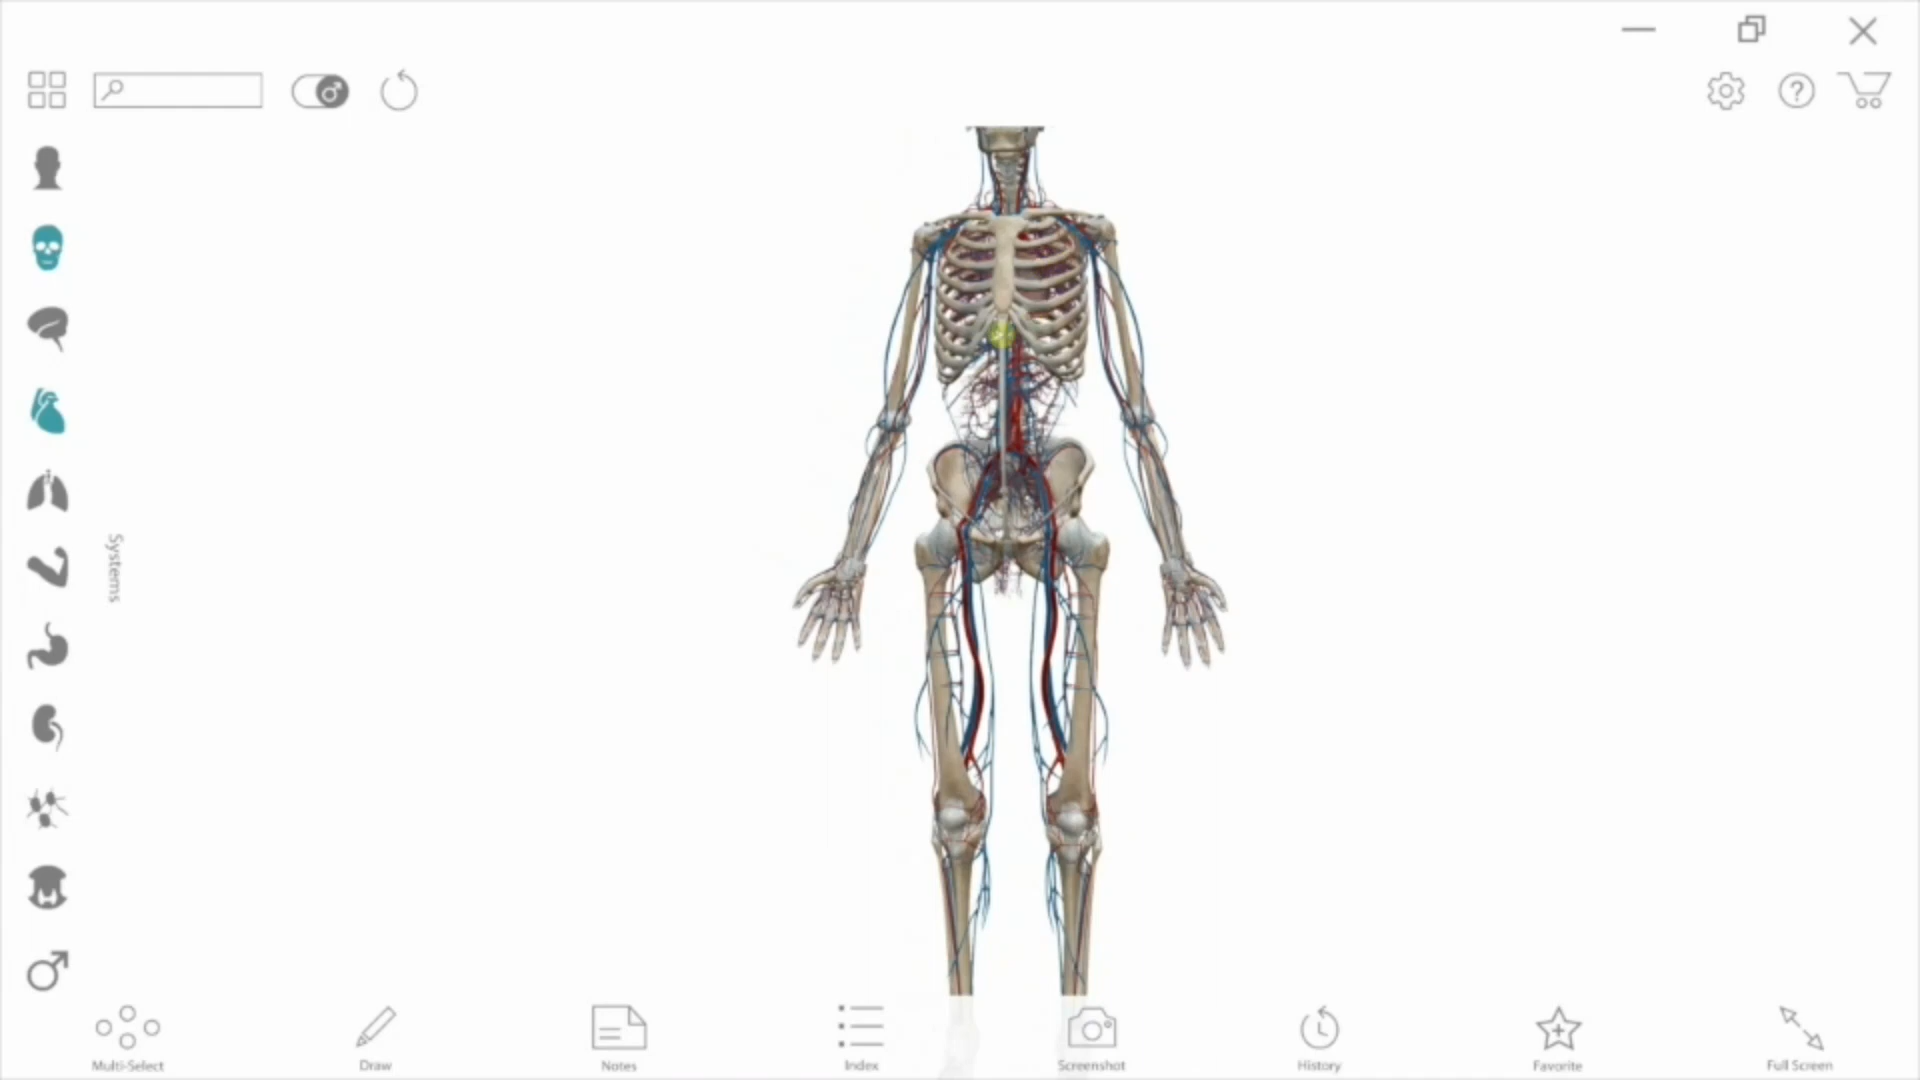 Systems
Multi-Select
Draw
Notes
Index
Screenshot
History
Favorite
Full Screen